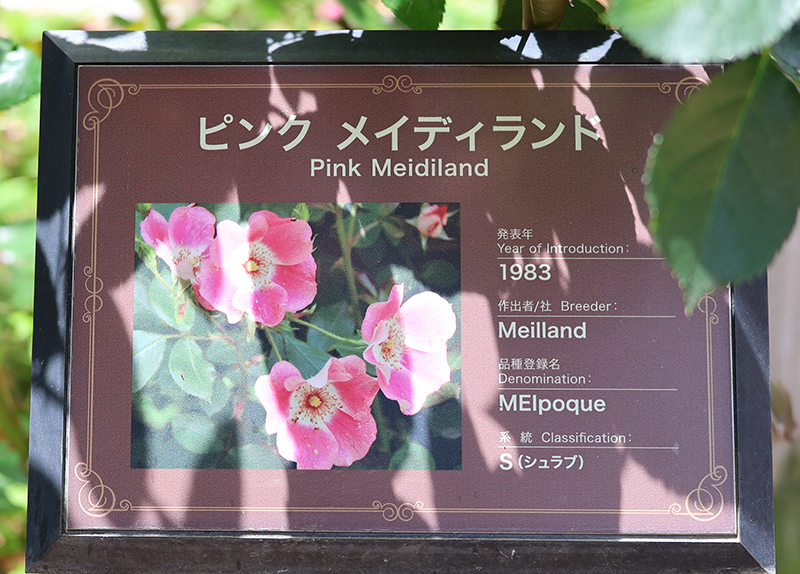 ピンク メイディランド
Pink Meidiland
発表年
Year of Introduction:
1983
作出者/社 Breeder:
Meilland
品種登録名
Denomination:
MEIpoque
系 統 Classification:
S（シュラブ）